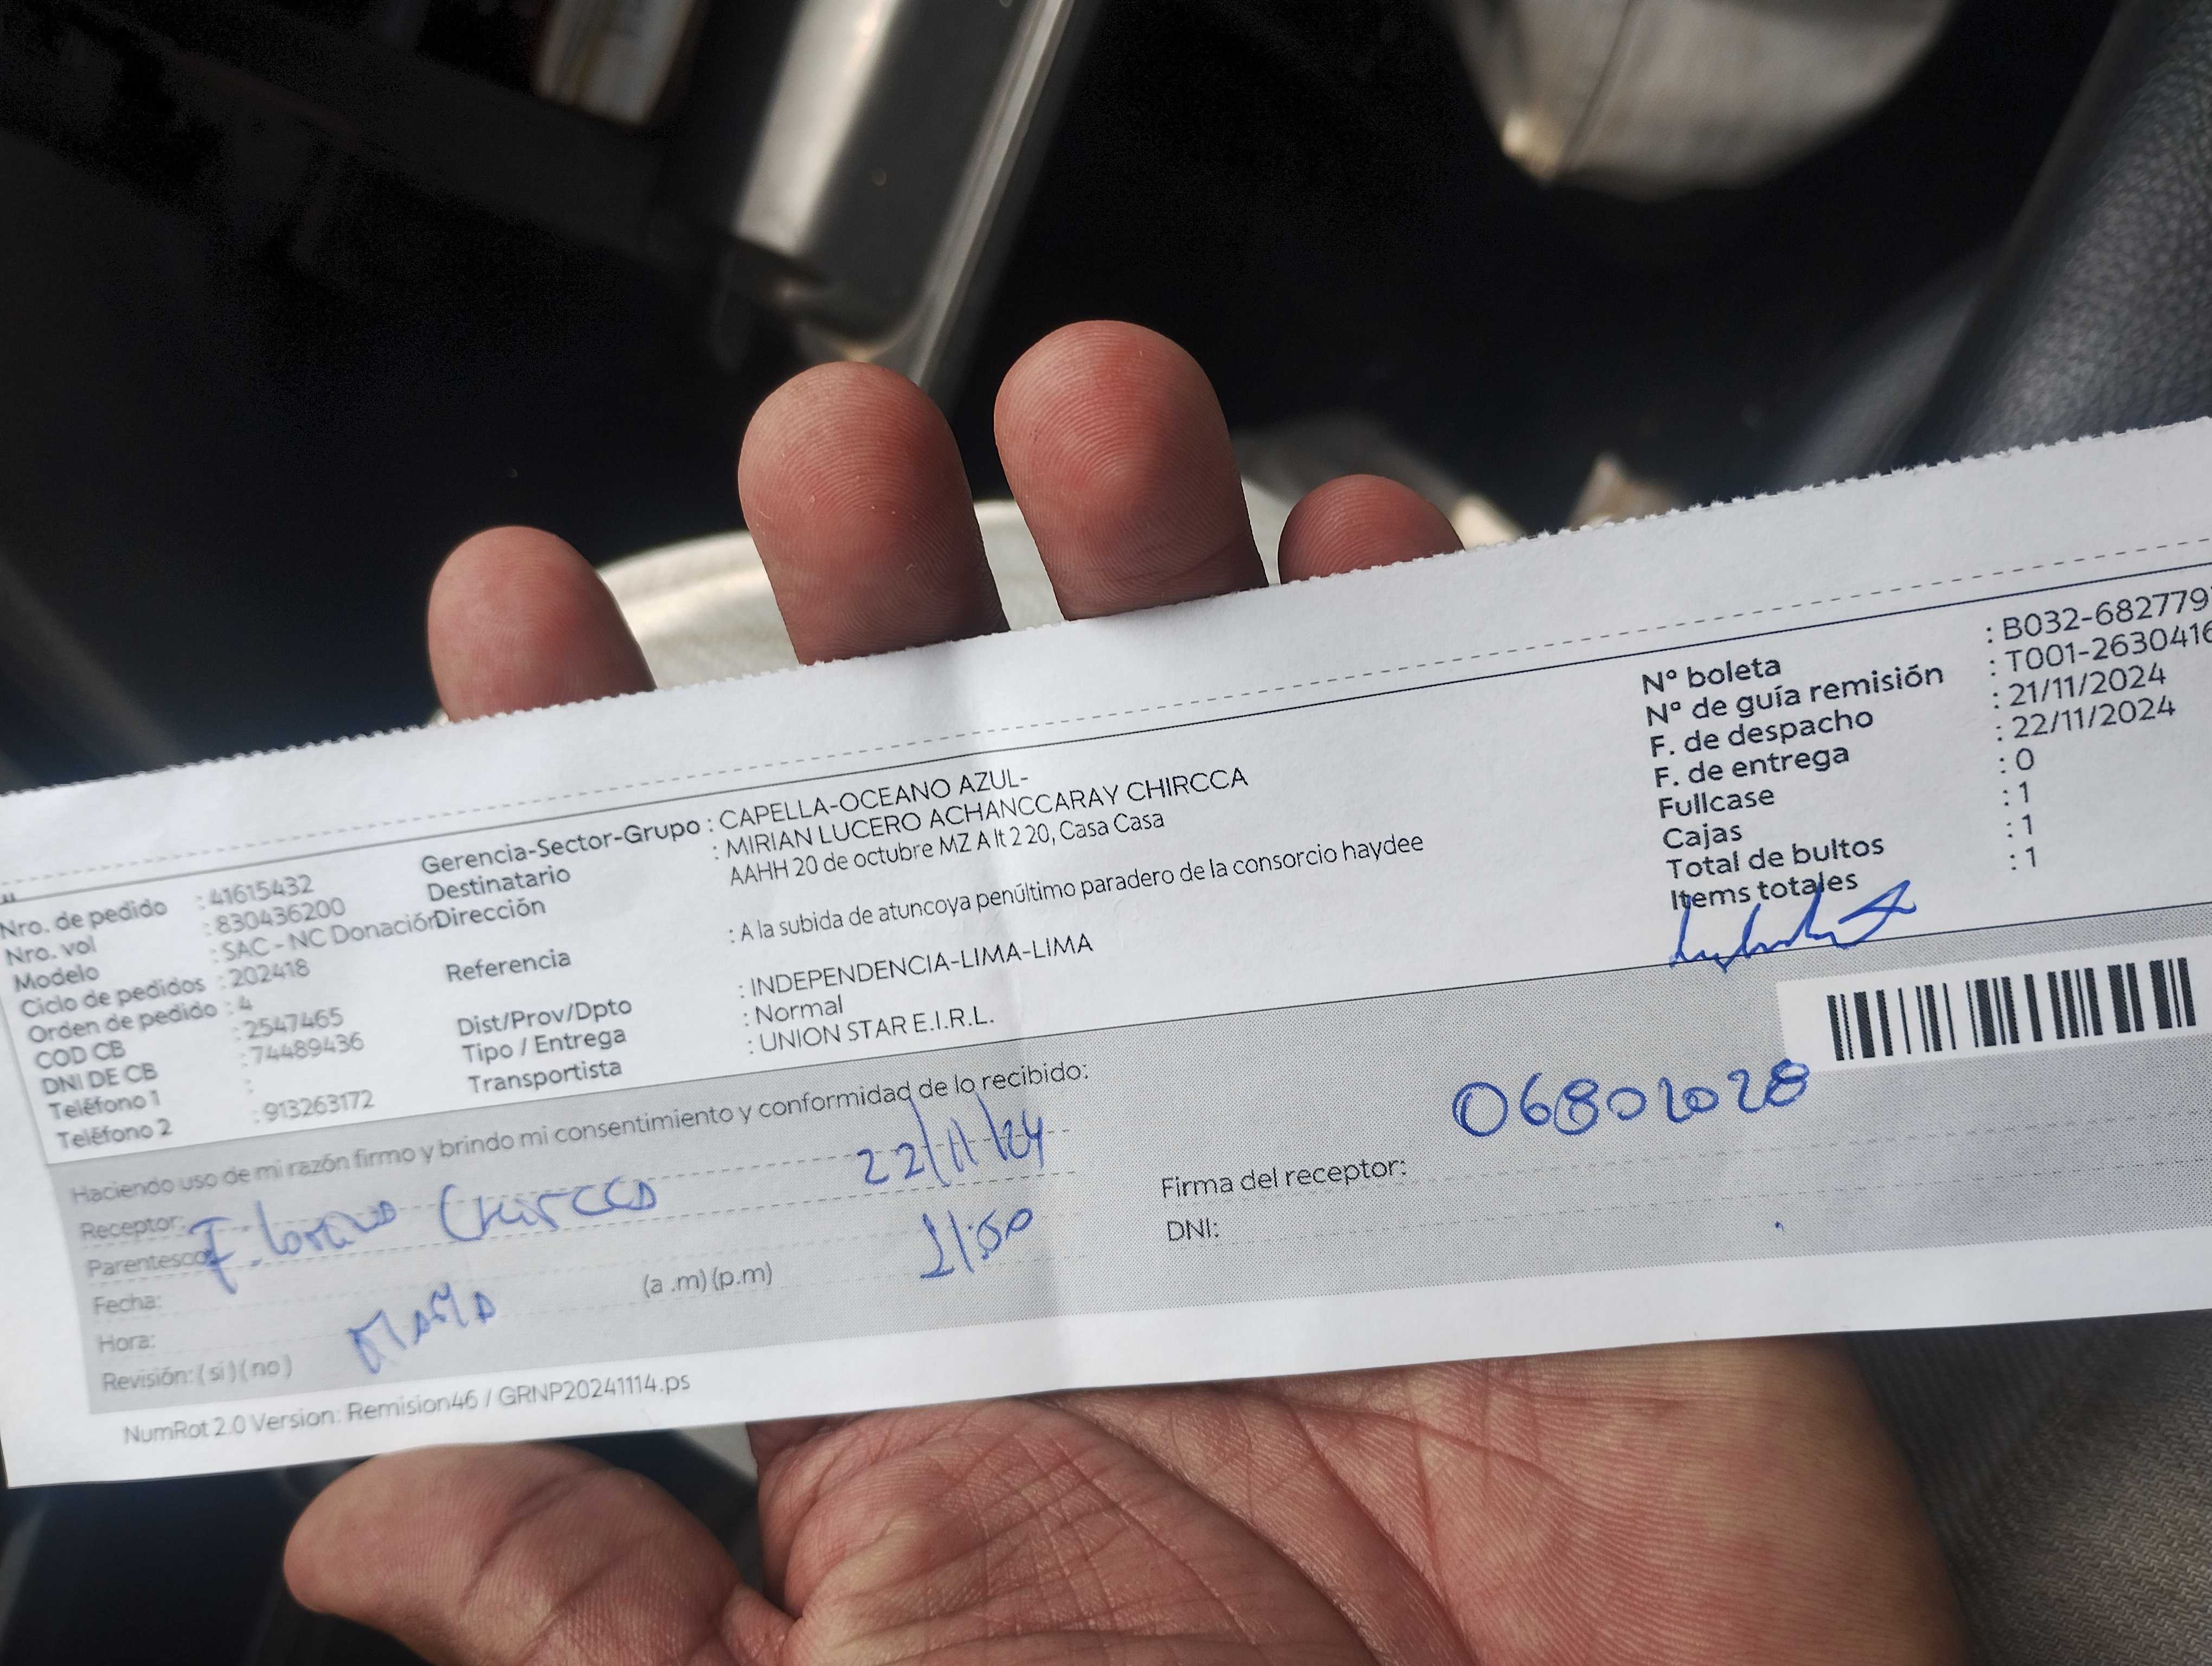 Nro. de pedido : 41615432
Nro. vol : 830436200
Modelo : SAC - NC Donación
Ciclo de pedidos : 202418
Orden de pedido : 4
COD CB : 2547465
DNI DE CB : 74489436
Teléfono 1 :
Teléfono 2 : 913263172
Gerencia-Sector-Grupo : CAPELLA-OCEANO AZUL-
Destinatario : MIRIAN LUCERO ACHANCCARAY CHIRCCA
Dirección AAHH 20 de octubre MZ A lt 2 20, Casa Casa
Referencia : A la subida de atuncoya penúltimo paradero de la consorcio haydee
Dist/Prov/Dpto : INDEPENDENCIA-LIMA-LIMA
Tipo / Entrega : Normal
Transportista : UNION STAR E.I.R.L.
N° boleta : B032-682779
N° de guía remisión : T001-2630416
F. de despacho : 21/11/2024
F. de entrega : 22/11/2024
Fullcase : 0
Cajas : 1
Total de bultos : 1
Items totales : 1
Haciendo uso de mi razón firmo y brindo mi consentimiento y conformidad de lo recibido:
Receptor:
Parentesco: Chircca
22/11/24
Fecha:
Hora: (a .m) (p.m)
Revisión: ( si ) ( no )
Firma del receptor:
06802028
DNI:
NumRot 2.0 Version: Remision46 / GRNP20241114.ps